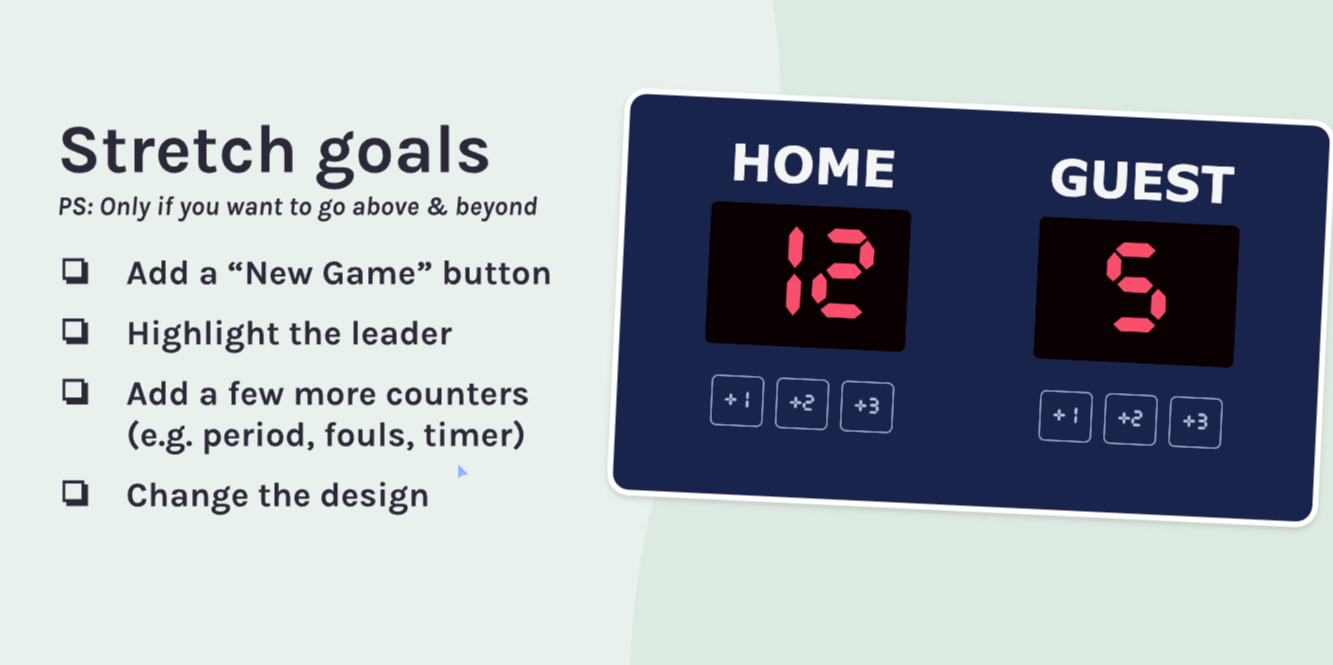 Stretch goals
PS: Only if you want to go above & beyond
Add a “New Game” button
Highlight the leader
Add a few more counters
(e.g. period, fouls, timer)
Change the design
HOME
12
+1 +2 +3
GUEST
5
+1 +2 +3